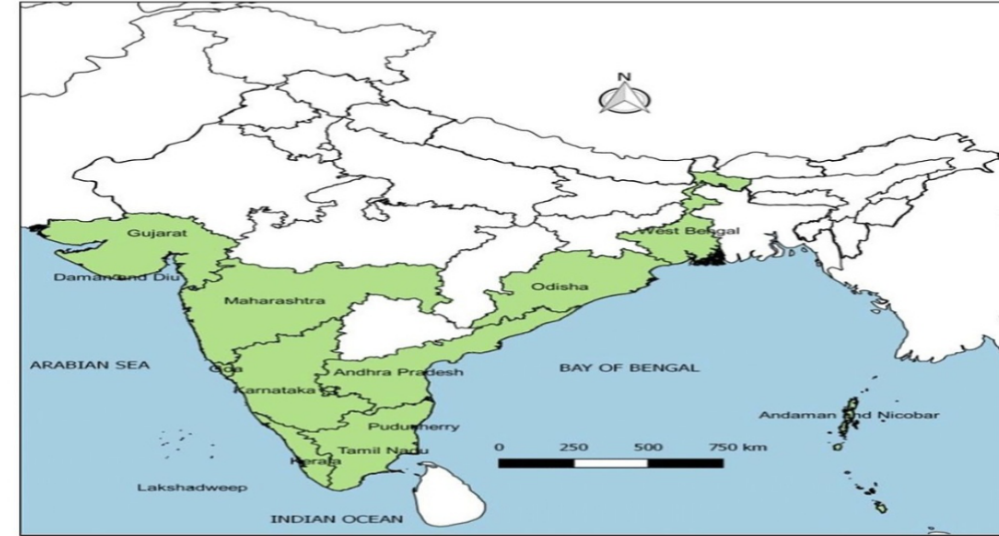 N
Gujarat
West Bengal
Daman and Diu
Odisha
Maharashtra
ARABIAN SEA
Goa
Andhra Pradesh
BAY OF BENGAL
Karnataka
Andaman and Nicobar
Puducherry
0 250 500 750 km
Tamil Nadu
Kerala
Lakshadweep
INDIAN OCEAN